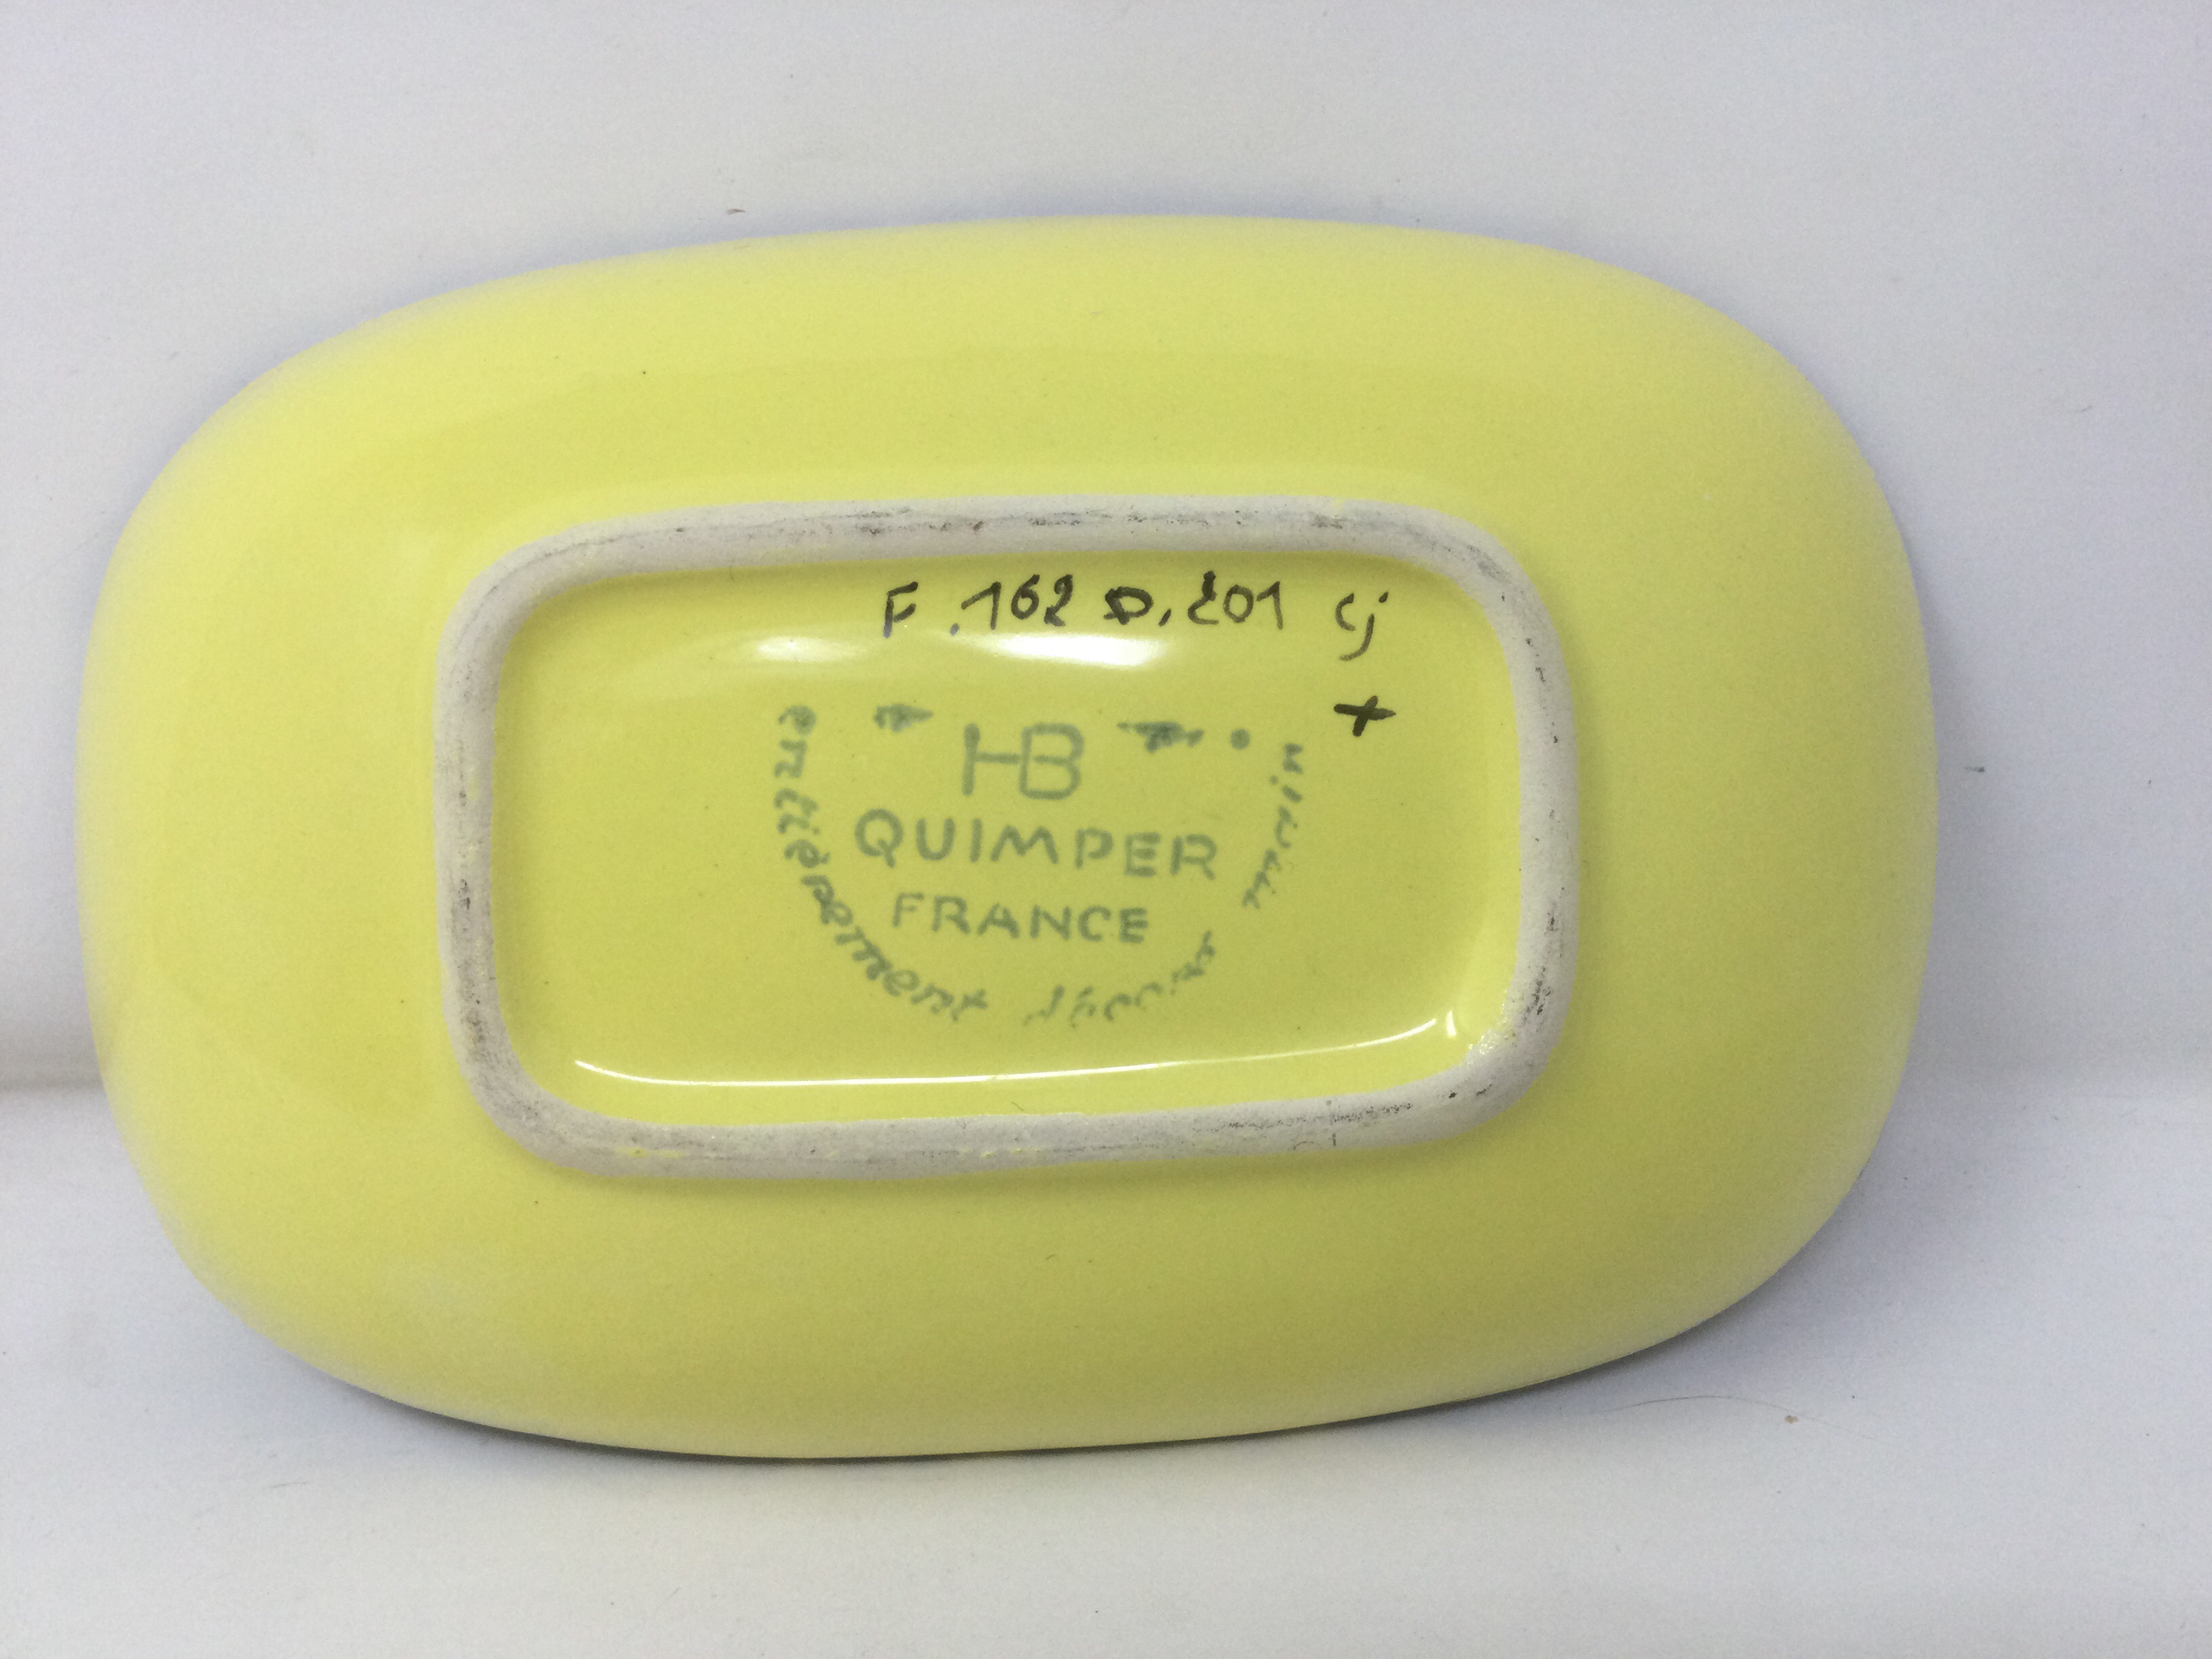 F.162 D.201 cj
+
HB
QUIMPER
FRANCE
entièrement décoré main